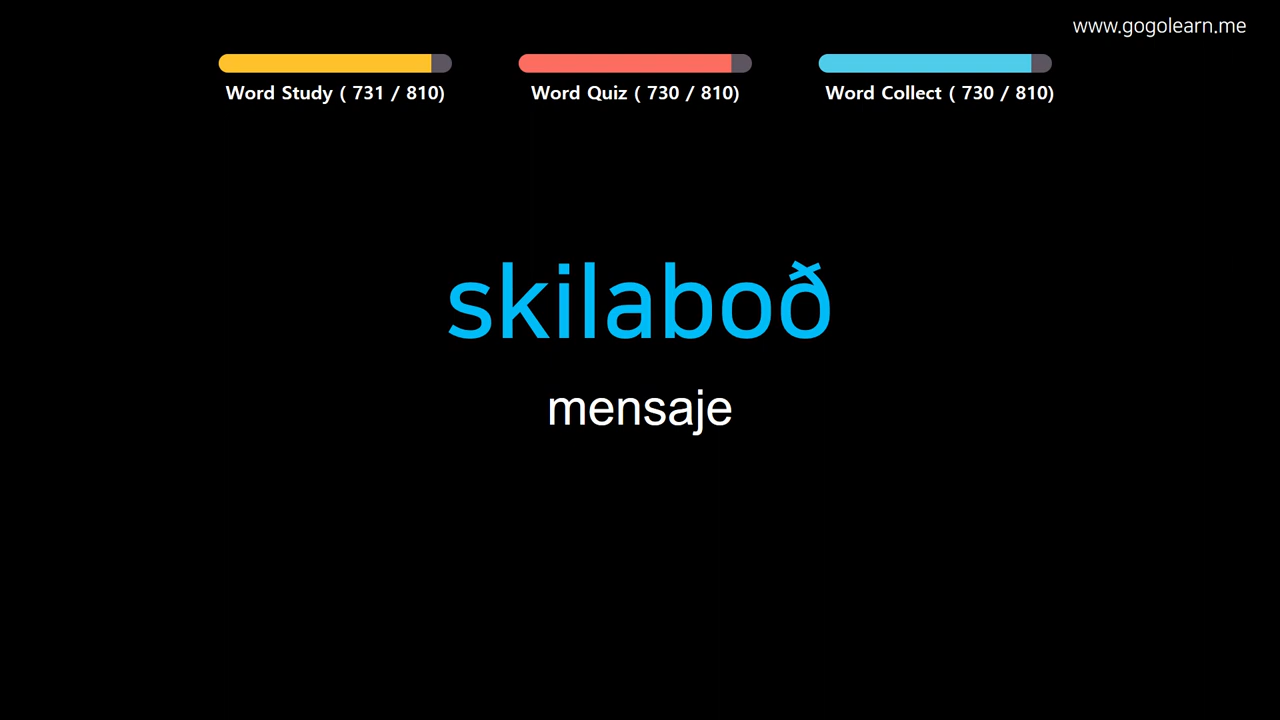 www.gogolearn.me
Word Study ( 731 / 810)
Word Quiz ( 730 / 810)
Word Collect ( 730 / 810)
skilaboð
mensaje